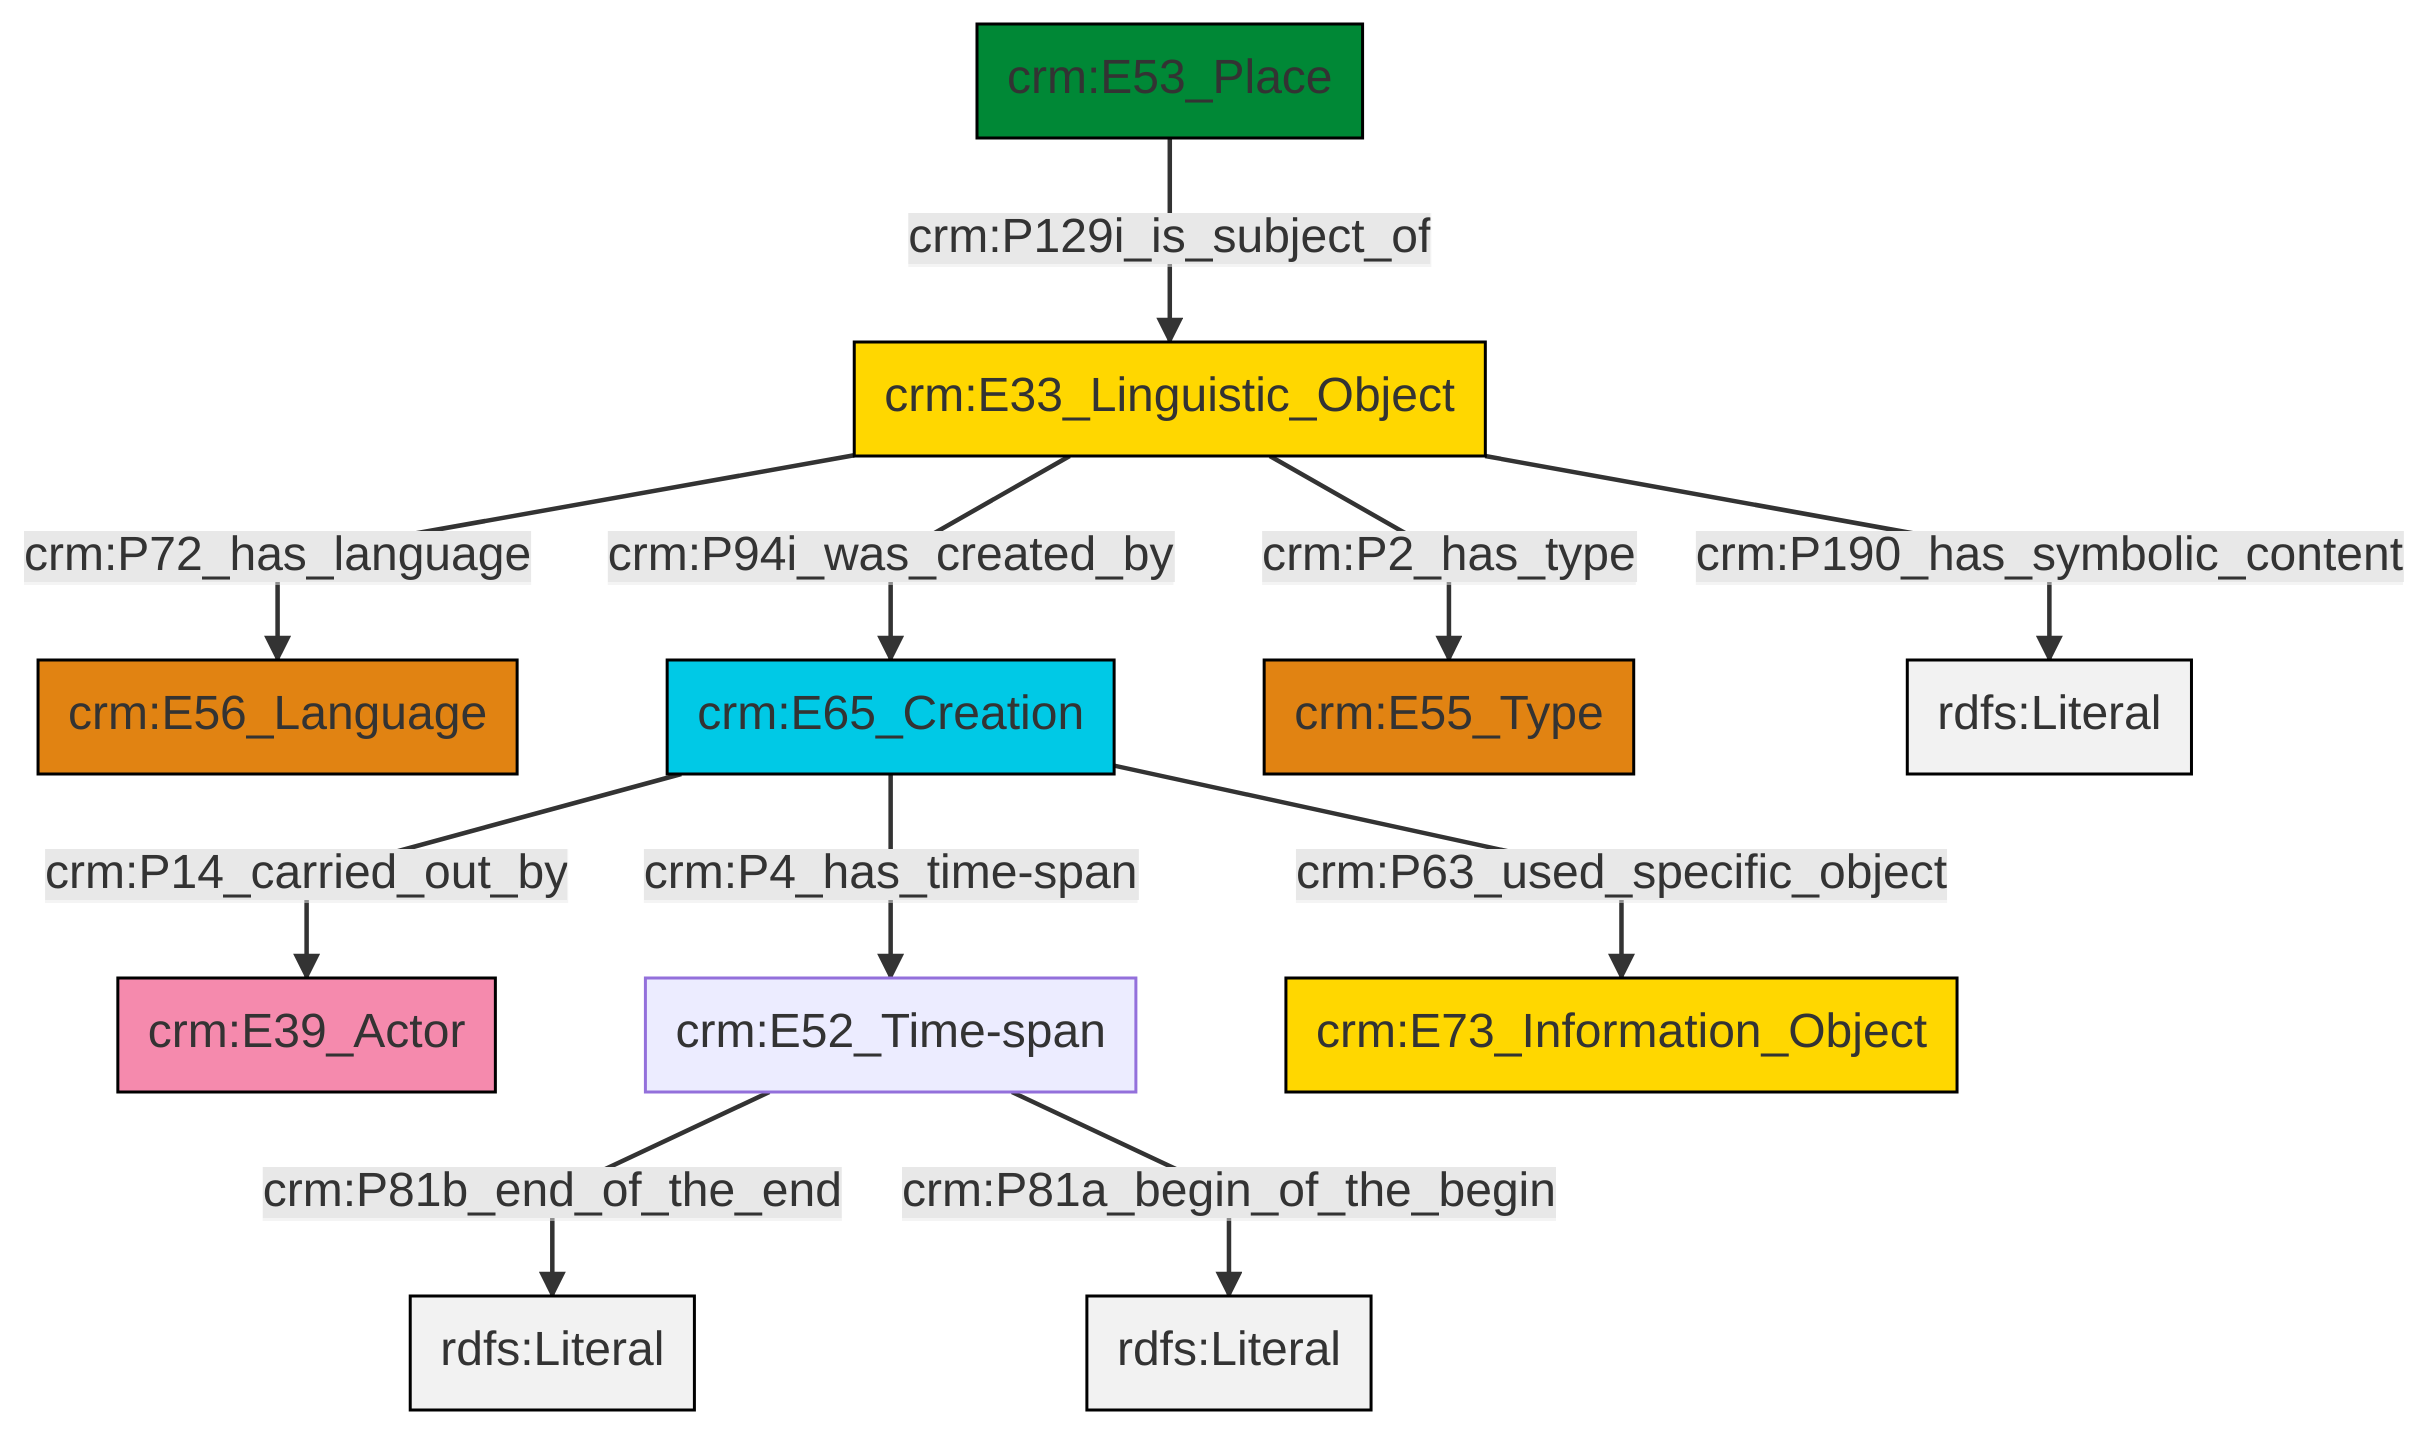 crm:E53_Place
crm:P129i_is_subject_of
crm:E33_Linguistic_Object
crm:P72_has_language
crm:P94i_was_created_by
crm:P2_has_type
crm:P190_has_symbolic_content
crm:E56_Language
crm:E65_Creation
crm:E55_Type
rdfs:Literal
crm:P14_carried_out_by
crm:P4_has_time-span
crm:P63_used_specific_object
crm:E39_Actor
crm:E52_Time-span
crm:E73_Information_Object
crm:P81b_end_of_the_end
crm:P81a_begin_of_the_begin
rdfs:Literal
rdfs:Literal